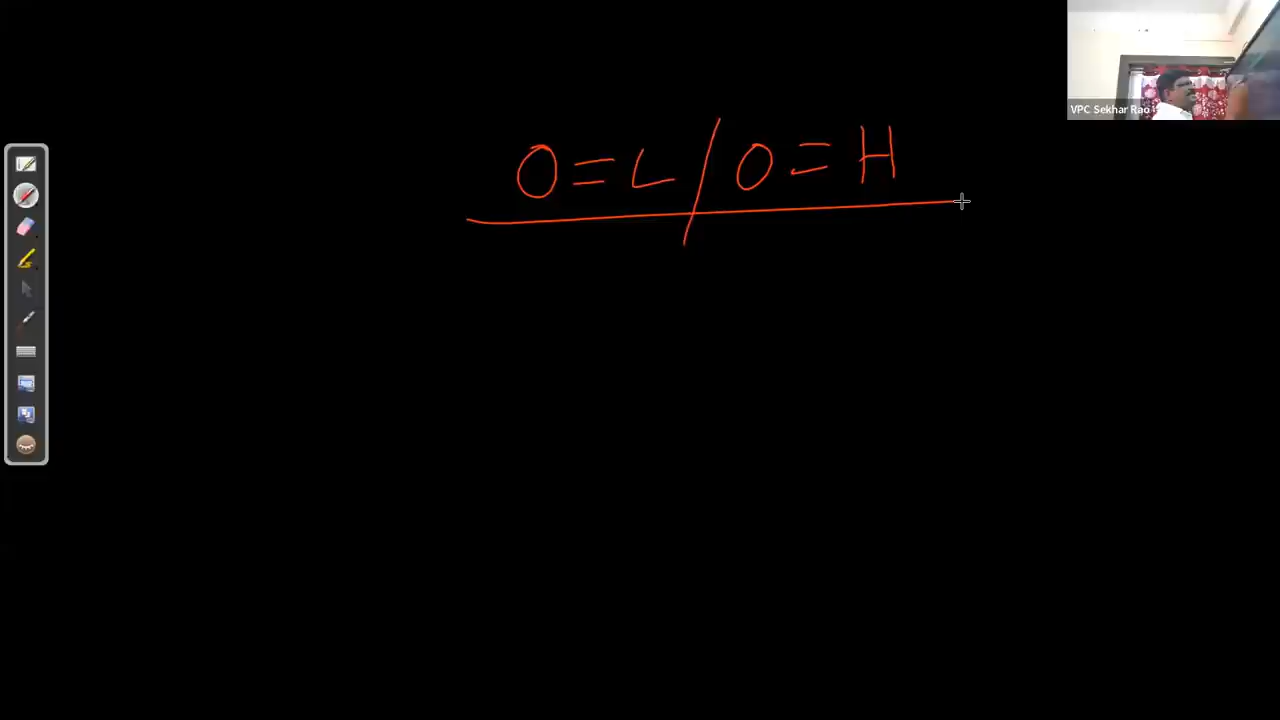 VPC Sekhar Rao
O = L / O = H